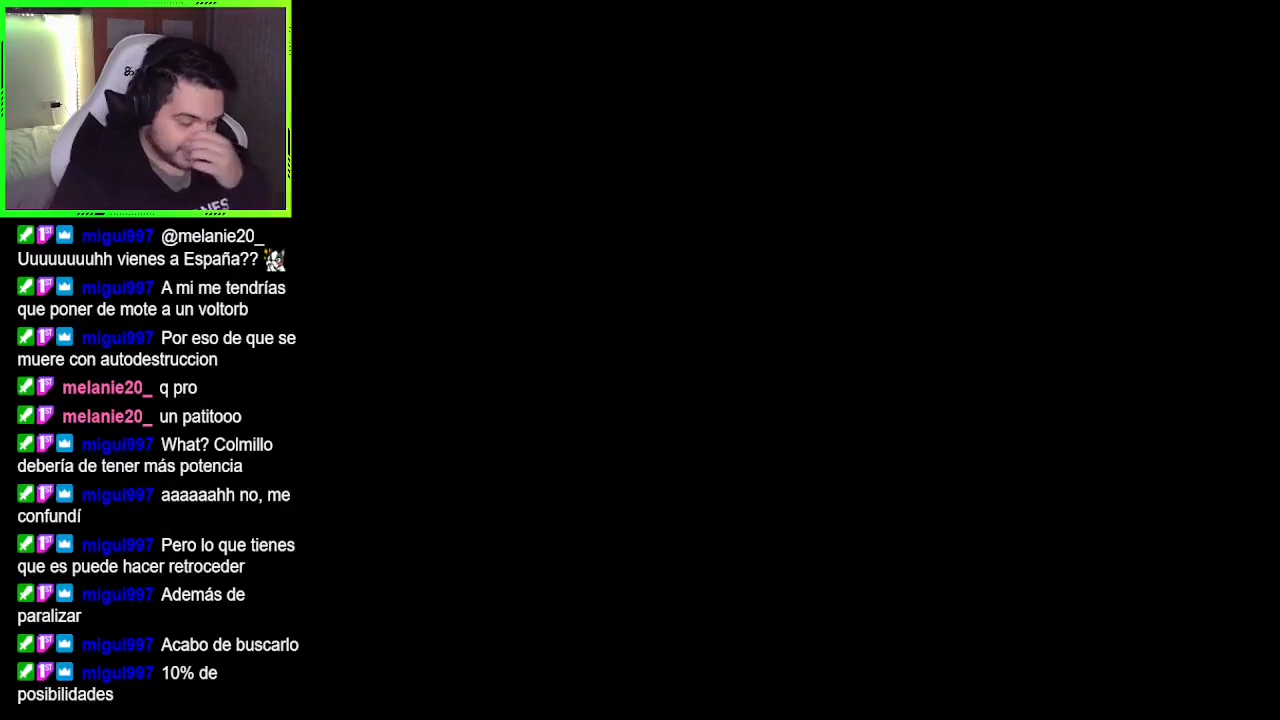 migui997 @melanie20_
Uuuuuuuuhh vienes a España??
migui997 A mi me tendrías
que poner de mote a un voltorb
migui997 Por eso de que se
muere con autodestruccion
melanie20_ q pro
melanie20_ un patitooo
migui997 What? Colmillo
debería de tener más potencia
migui997 aaaaaahh no, me
confundí
migui997 Pero lo que tienes
que es puede hacer retroceder
migui997 Además de
paralizar
migui997 Acabo de buscarlo
migui997 10% de
posibilidades